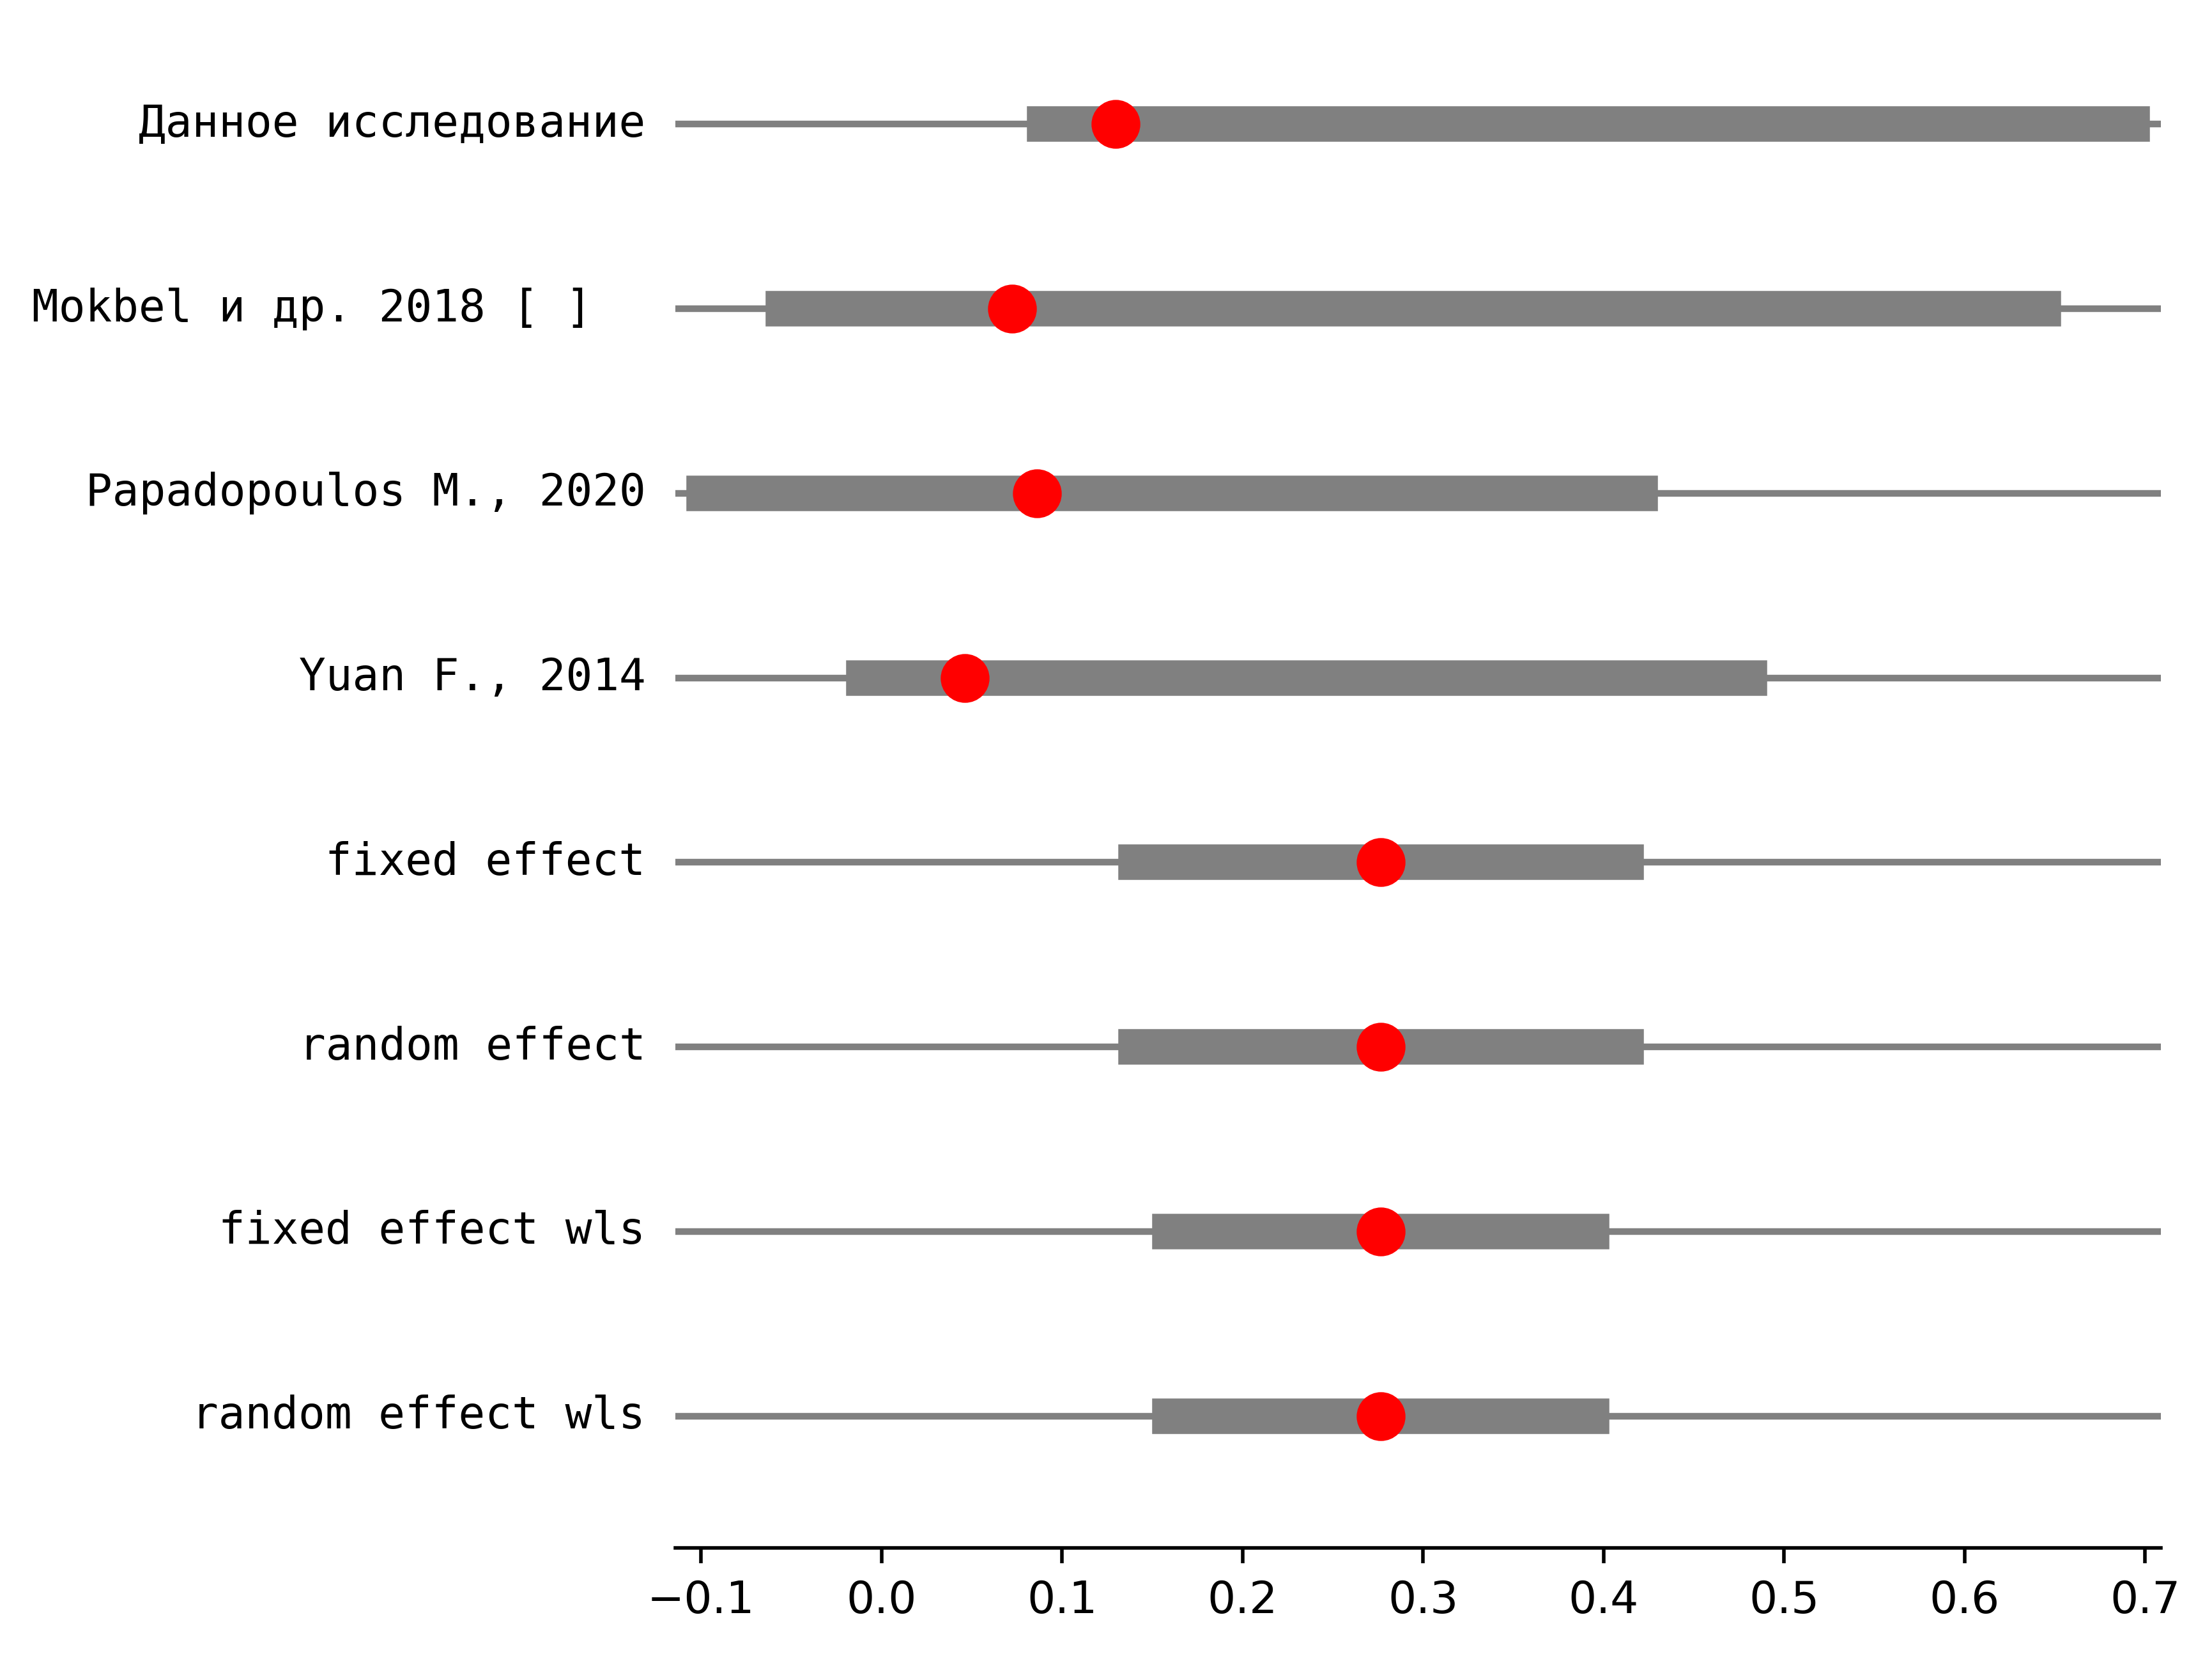 Данное исследование
Mokbel и др. 2018 [ ]
Papadopoulos M., 2020
Yuan F., 2014
fixed effect
random effect
fixed effect wls
random effect wls
−0.1 0.0 0.1 0.2 0.3 0.4 0.5 0.6 0.7